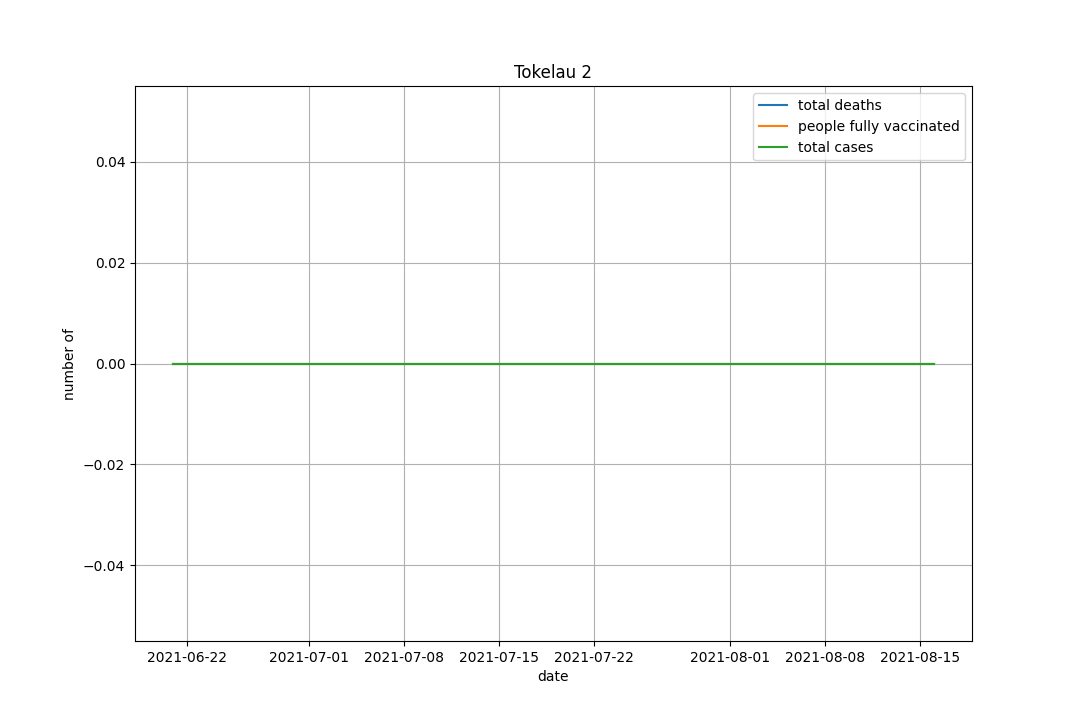 Tokelau 2
total deaths
people fully vaccinated
total cases
0.04
0.02
0.00
−0.02
−0.04
number of
2021-06-22 2021-07-01 2021-07-08 2021-07-15 2021-07-22 2021-08-01 2021-08-08 2021-08-15
date